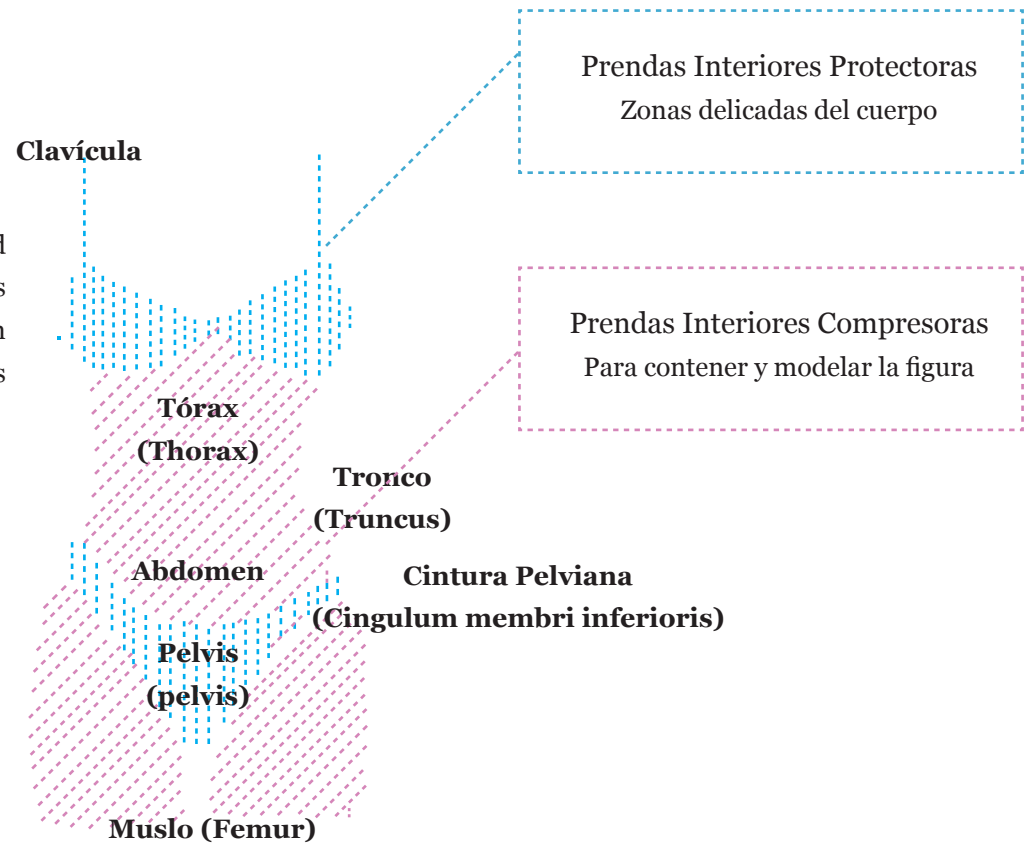 Prendas Interiores Protectoras
Zonas delicadas del cuerpo
Clavícula
d
s
n
s
Prendas Interiores Compresoras
Para contener y modelar la figura
Tórax
(Thorax)
Tronco
(Truncus)
Abdomen
Cintura Pelviana
(Cingulum membri inferioris)
Pelvis
(pelvis)
Muslo (Femur)